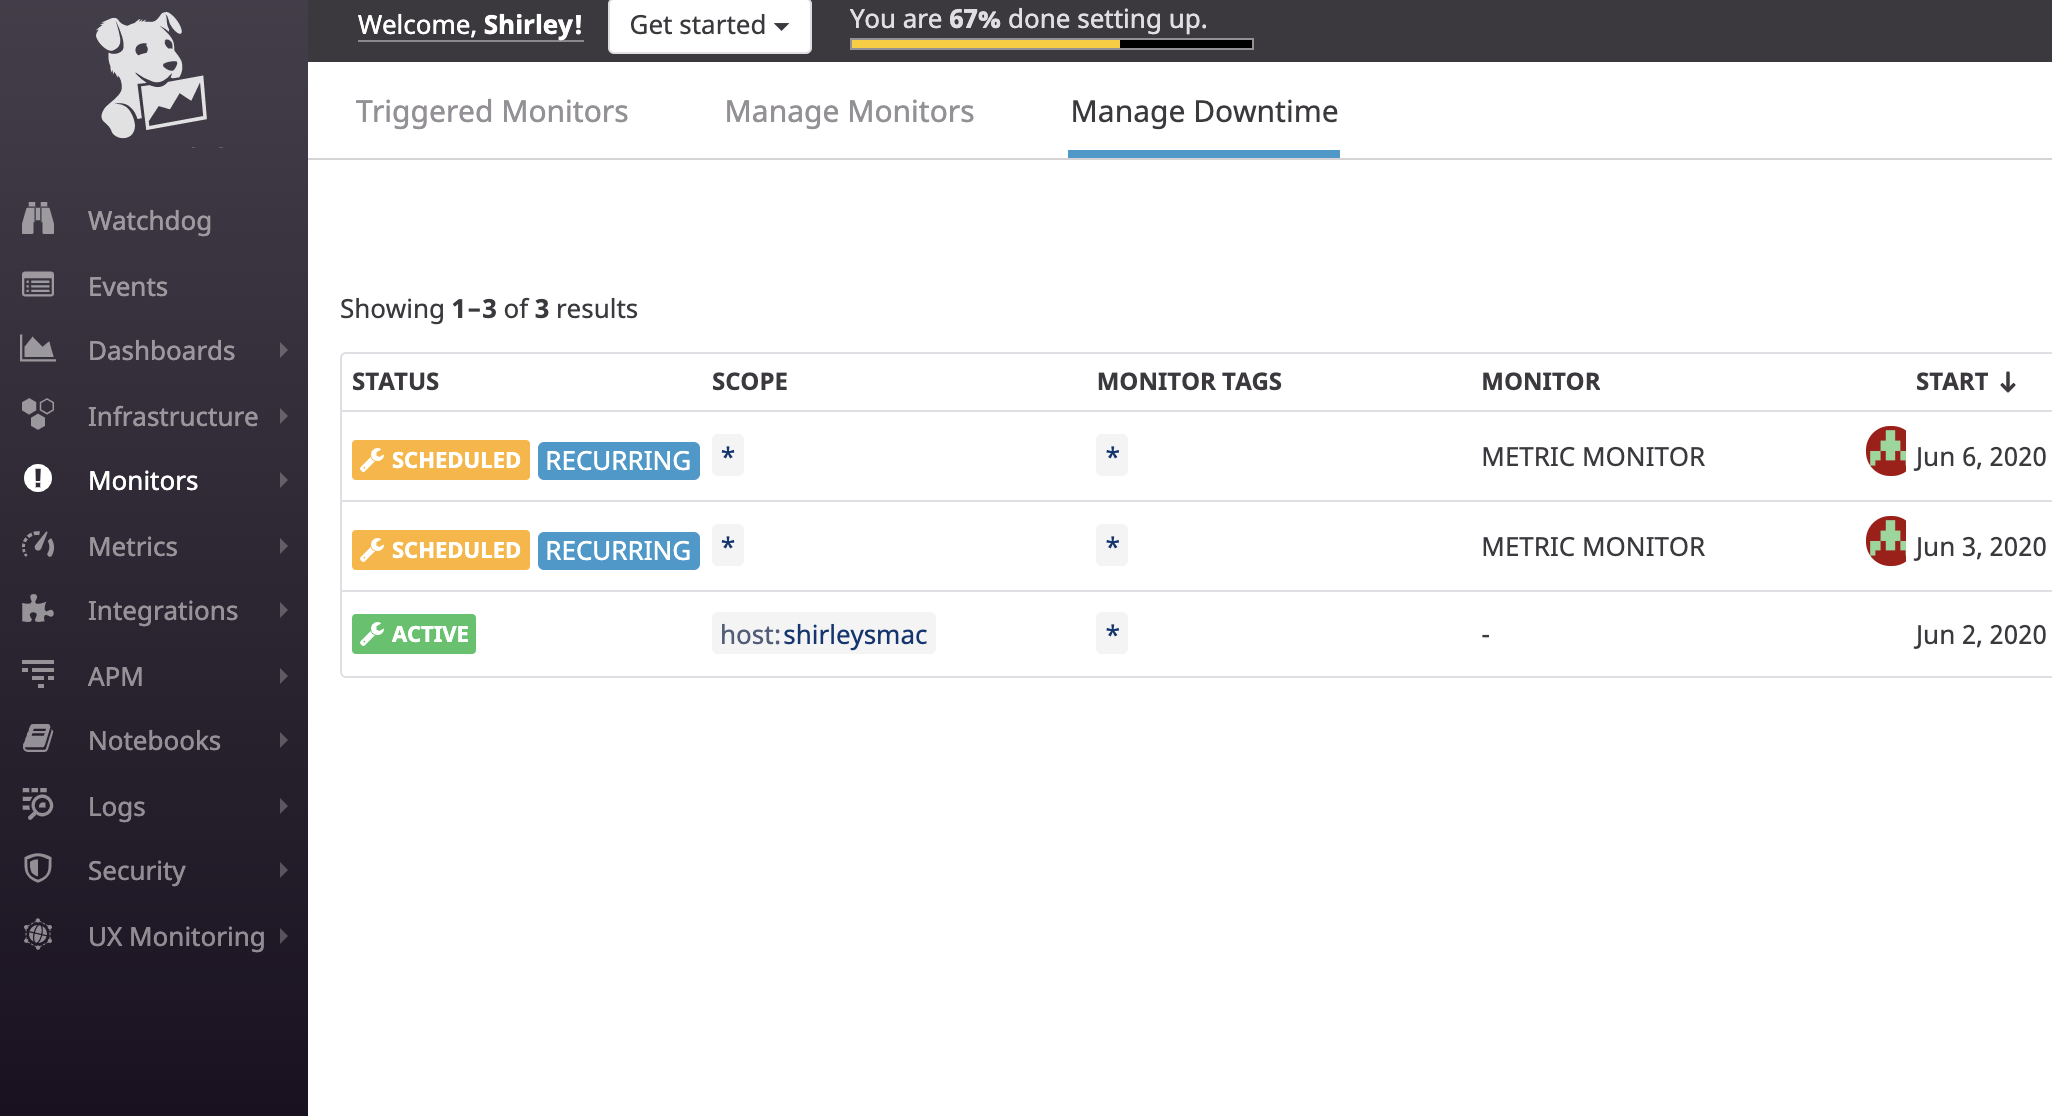 Welcome, Shirley!
Get started
You are 67% done setting up.
Triggered Monitors
Manage Monitors
Manage Downtime
Watchdog
Events
Dashboards
Infrastructure
Monitors
Metrics
Integrations
APM
Notebooks
Logs
Security
UX Monitoring
Showing 1–3 of 3 results
STATUS SCOPE MONITOR TAGS MONITOR START ↓
SCHEDULED RECURRING * * METRIC MONITOR Jun 6, 2020
SCHEDULED RECURRING * * METRIC MONITOR Jun 3, 2020
ACTIVE host:shirleysmac * - Jun 2, 2020